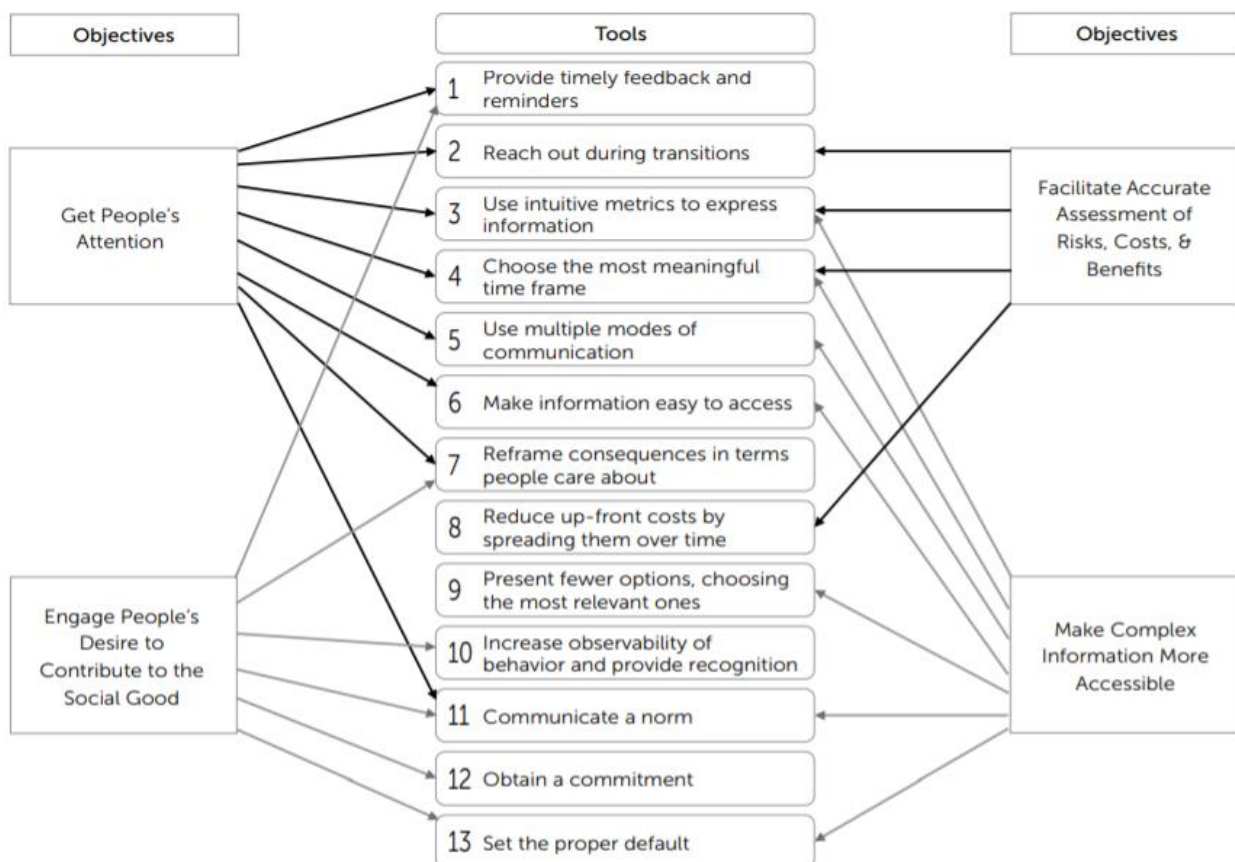 Objectives
Tools
Objectives
1 Provide timely feedback and
reminders
2 Reach out during transitions
3 Use intuitive metrics to express
information
4 Choose the most meaningful
time frame
5 Use multiple modes of
communication
6 Make information easy to access
7 Reframe consequences in terms
people care about
8 Reduce up-front costs by
spreading them over time
9 Present fewer options, choosing
the most relevant ones
10 Increase observability of
behavior and provide recognition
11 Communicate a norm
12 Obtain a commitment
13 Set the proper default
Get People's
Attention
Engage People's
Desire to
Contribute to the
Social Good
Facilitate Accurate
Assessment of
Risks, Costs, &
Benefits
Make Complex
Information More
Accessible